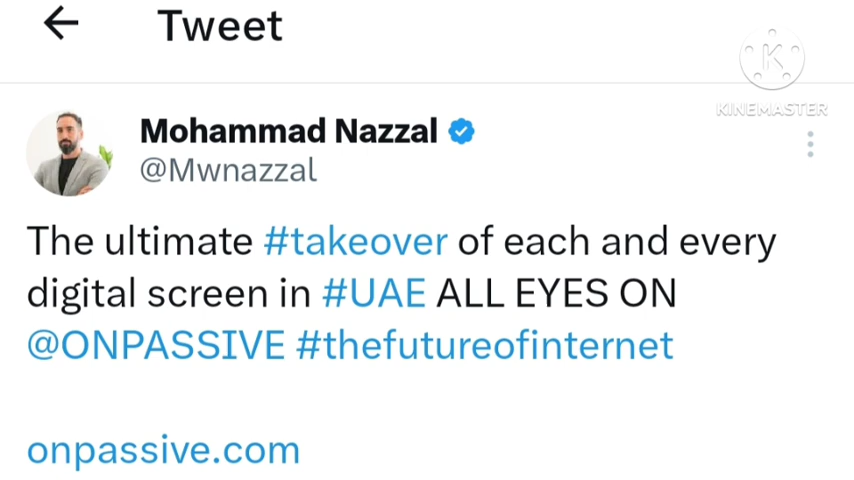 Tweet
KINEMASTER
Mohammad Nazzal
@Mwnazzal
The ultimate #takeover of each and every
digital screen in #UAE ALL EYES ON
@ONPASSIVE #thefutureofinternet
onpassive.com